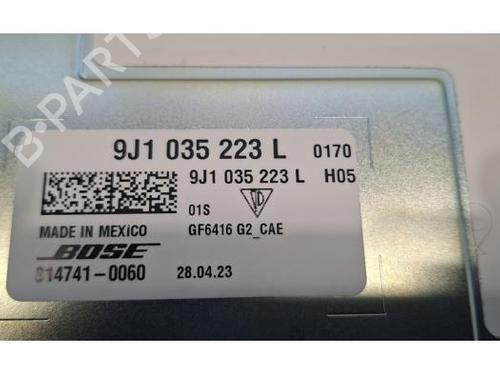 B-PARTS
9J1 035 223 L 0170
9J1 035 223 L H05
01S
MADE IN MEXICO GF6416 G2_CAE
BOSE
814741-0060 28.04.23